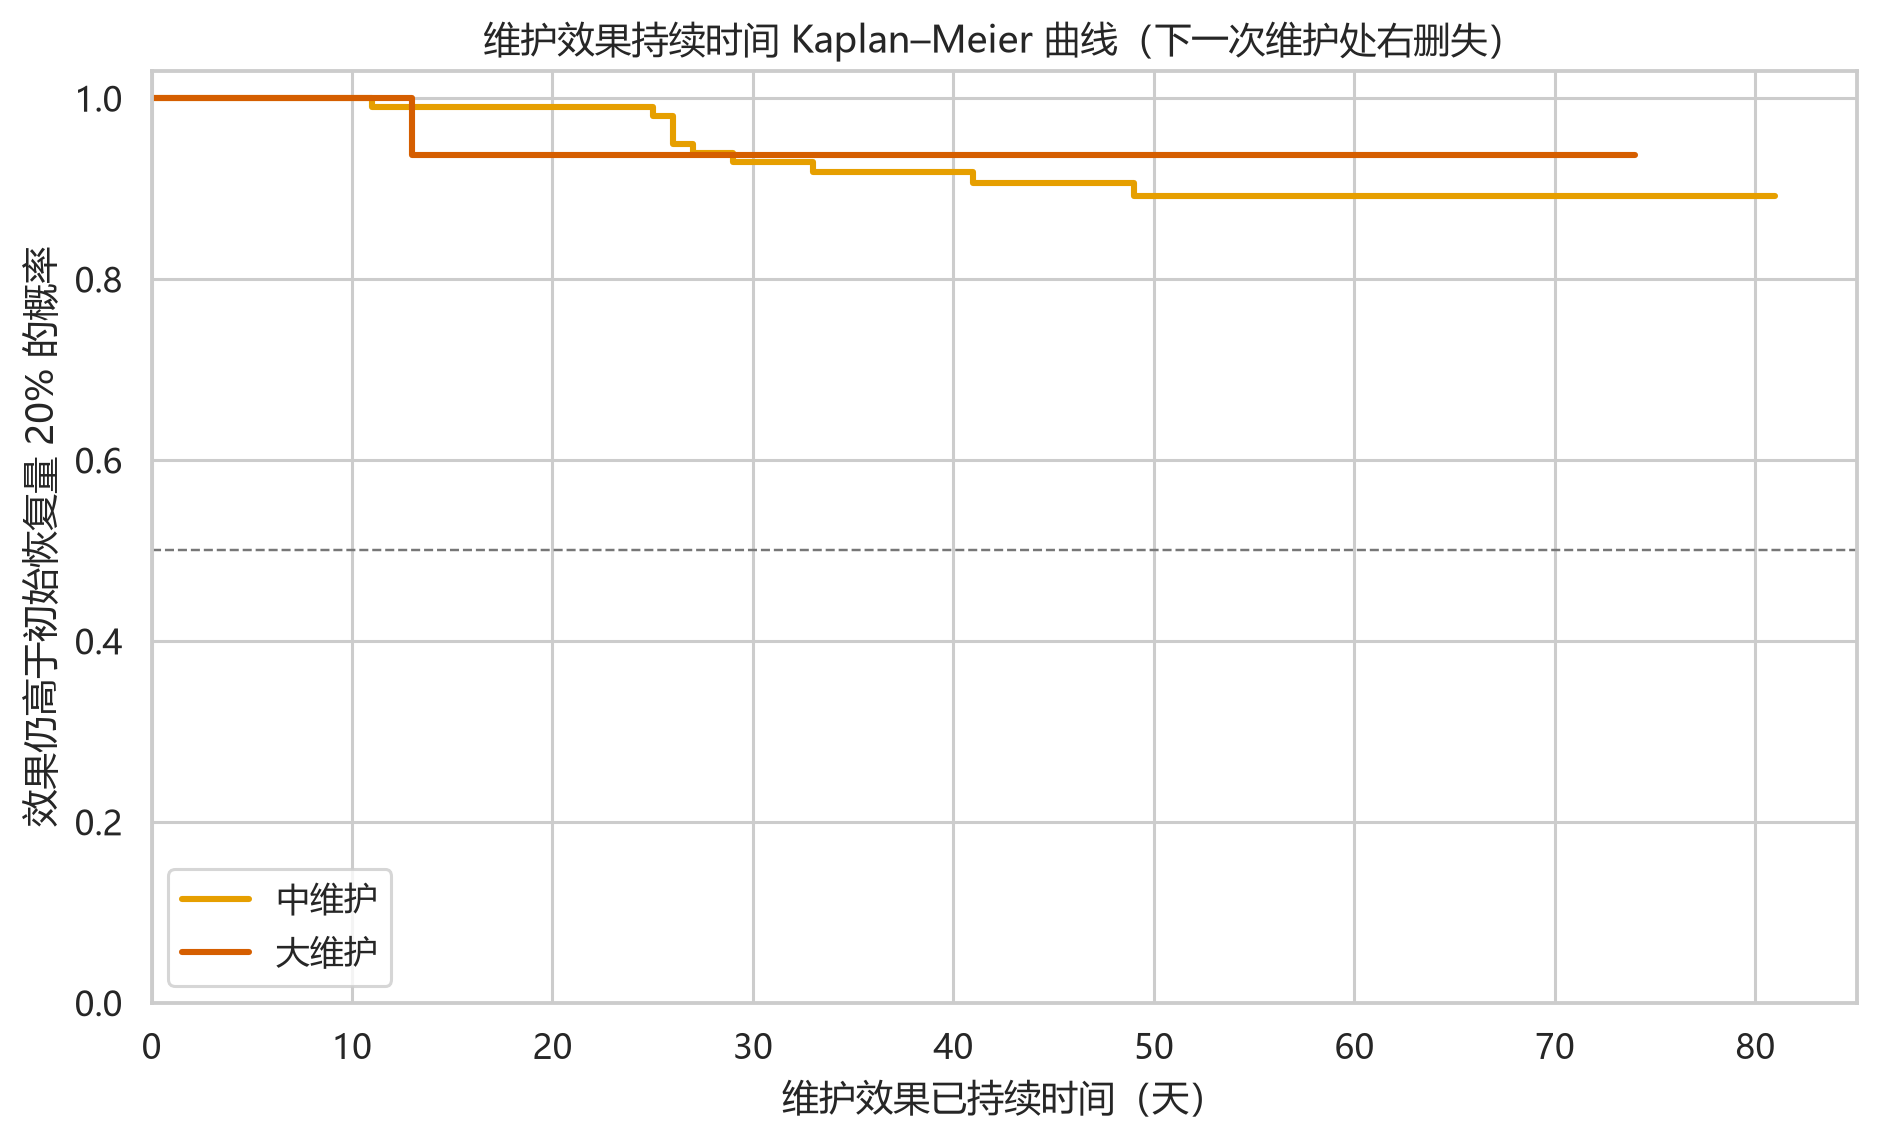 维护效果持续时间 Kaplan–Meier 曲线（下一次维护处右删失）
效果仍高于初始恢复量 20% 的概率
1.0
0.8
0.6
0.4
0.2
0.0
中维护
大维护
0 10 20 30 40 50 60 70 80
维护效果已持续时间（天）